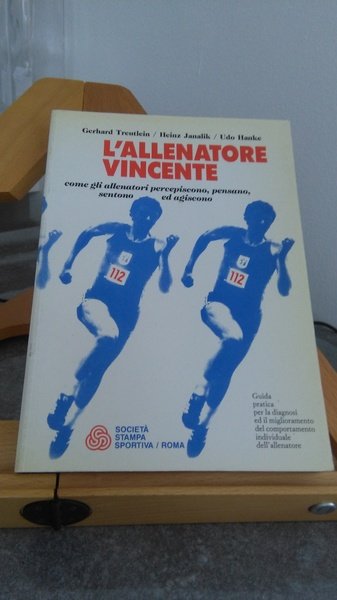 Gerhard Treutlein / Heinz Janalik / Udo Hanke
L'ALLENATORE
VINCENTE
come gli allenatori percepiscono, pensano,
sentono ed agiscono
112
112
Guida
pratica
per la diagnosi
ed il miglioramento
del comportamento
individuale
dell'allenatore
SOCIETÀ
STAMPA
SPORTIVA / ROMA